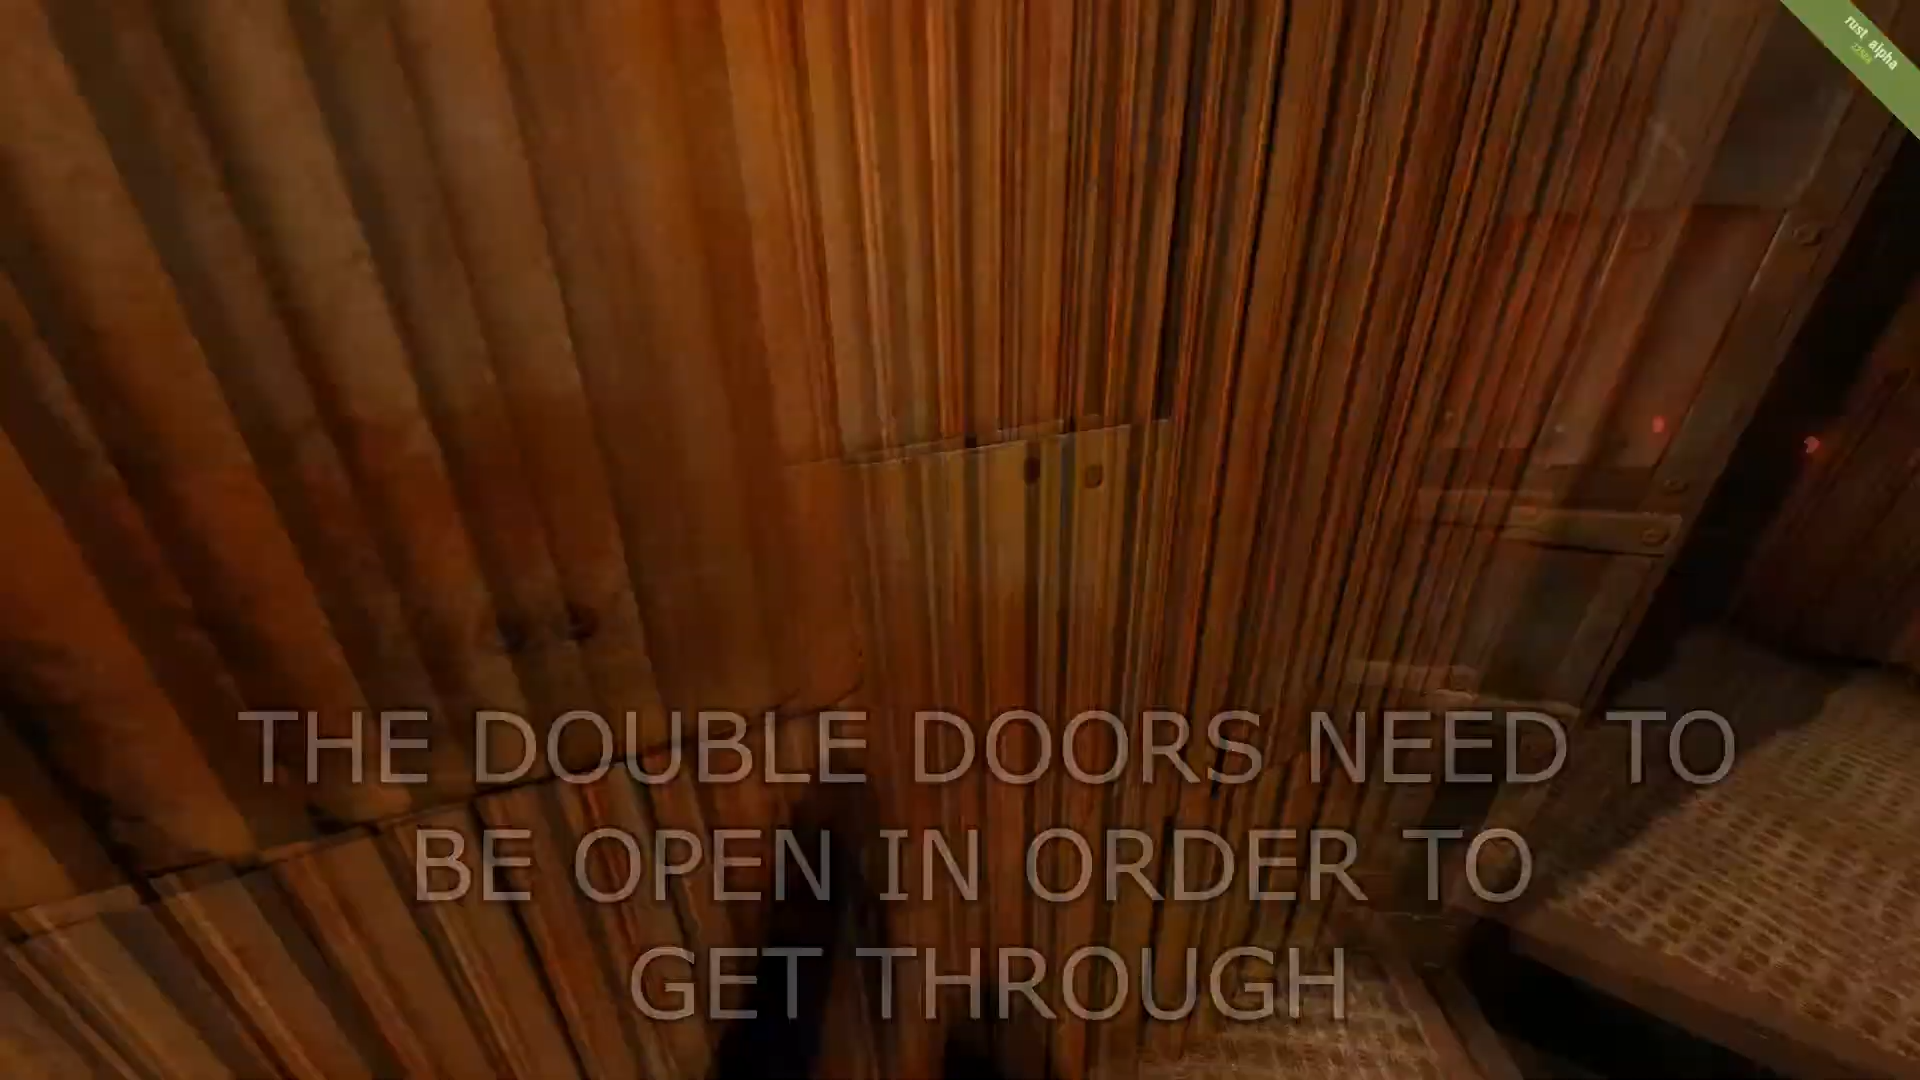 rust alpha
THE DOUBLE DOORS NEED TO
BE OPEN IN ORDER TO
GET THROUGH